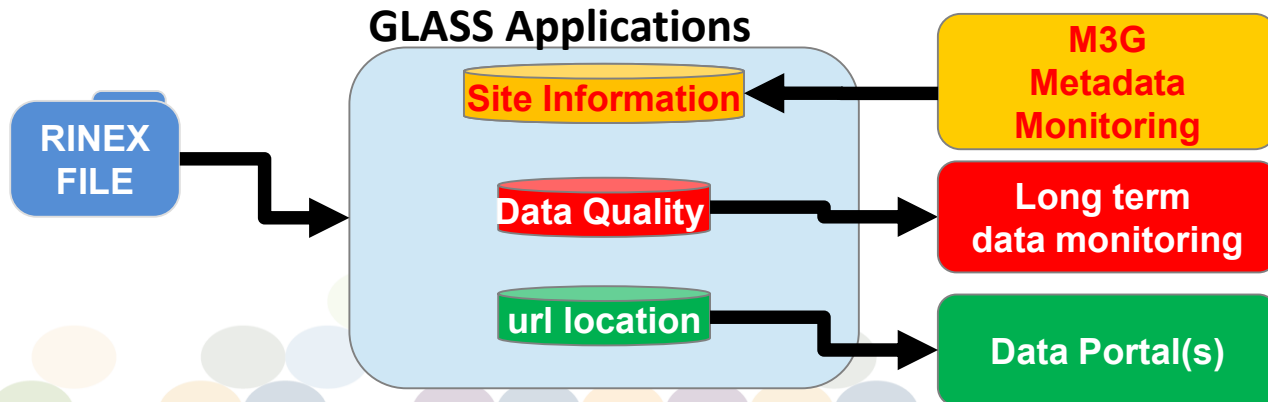 GLASS Applications
RINEX
FILE
Site Information
Data Quality
url location
M3G
Metadata
Monitoring
Long term
data monitoring
Data Portal(s)